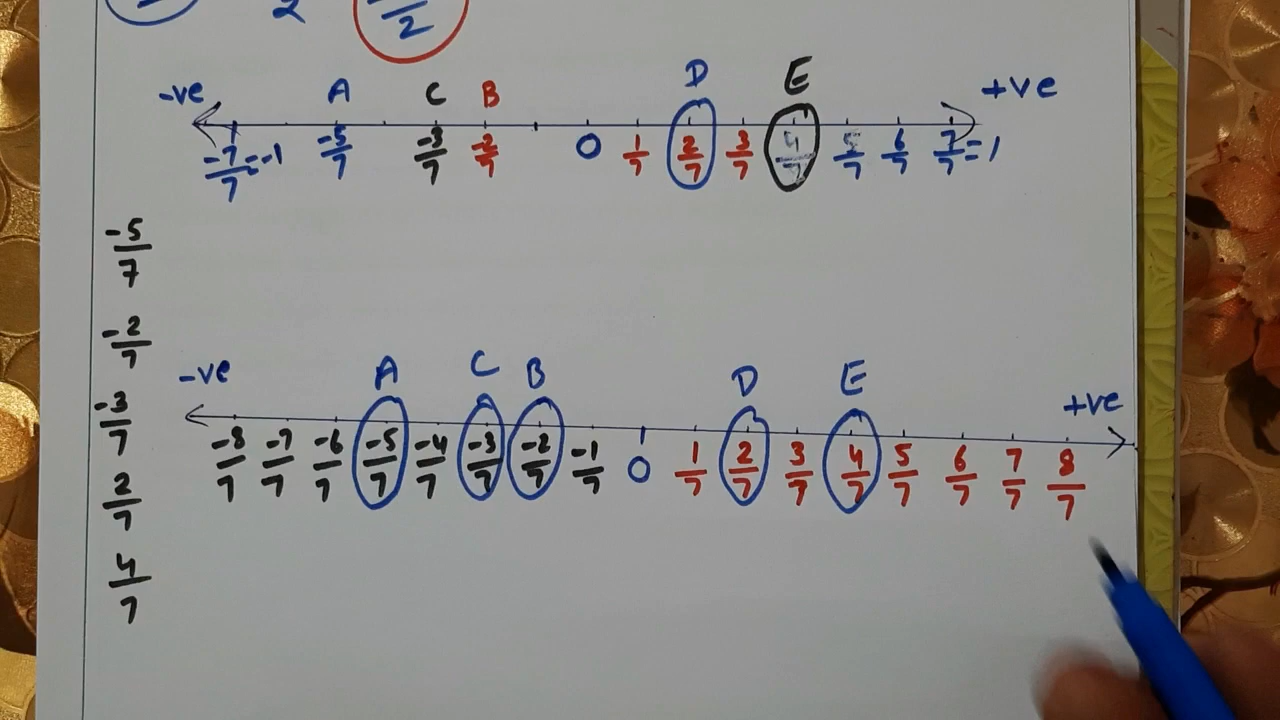 2 /2
A C B D E
-ve +ve
-7/7=-1 -5/7 -3/7 -2/7 0 1/7 2/7 3/7 4/7 5/7 6/7 7/7=1
-5/7
-2/7
-3/7
2/7
4/7
A C B D E
-ve +ve
-8/7 -7/7 -6/7 -5/7 -4/7 -3/7 -2/7 -1/7 0 1/7 2/7 3/7 4/7 5/7 6/7 7/7 8/7